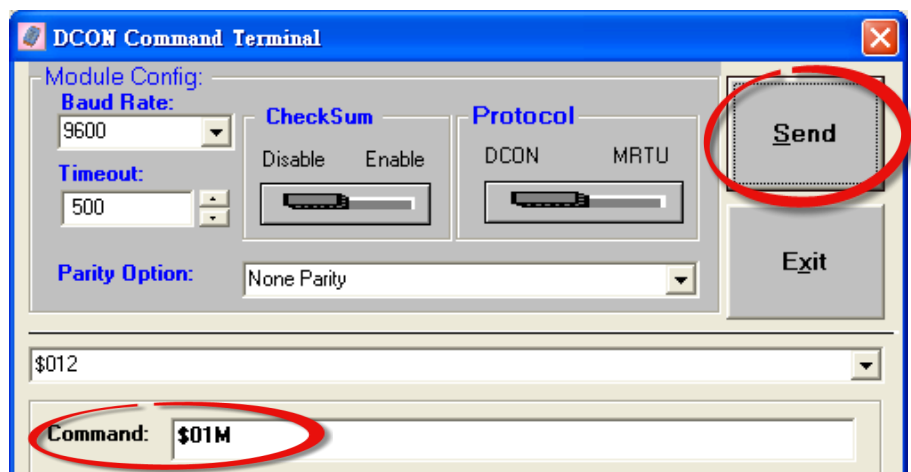 DCON Command Terminal
Module Config:
Baud Rate:
9600
Timeout:
500
CheckSum
Disable Enable
Protocol
DCON MRTU
Parity Option:
None Parity
Send
Exit
$012
Command: $01M